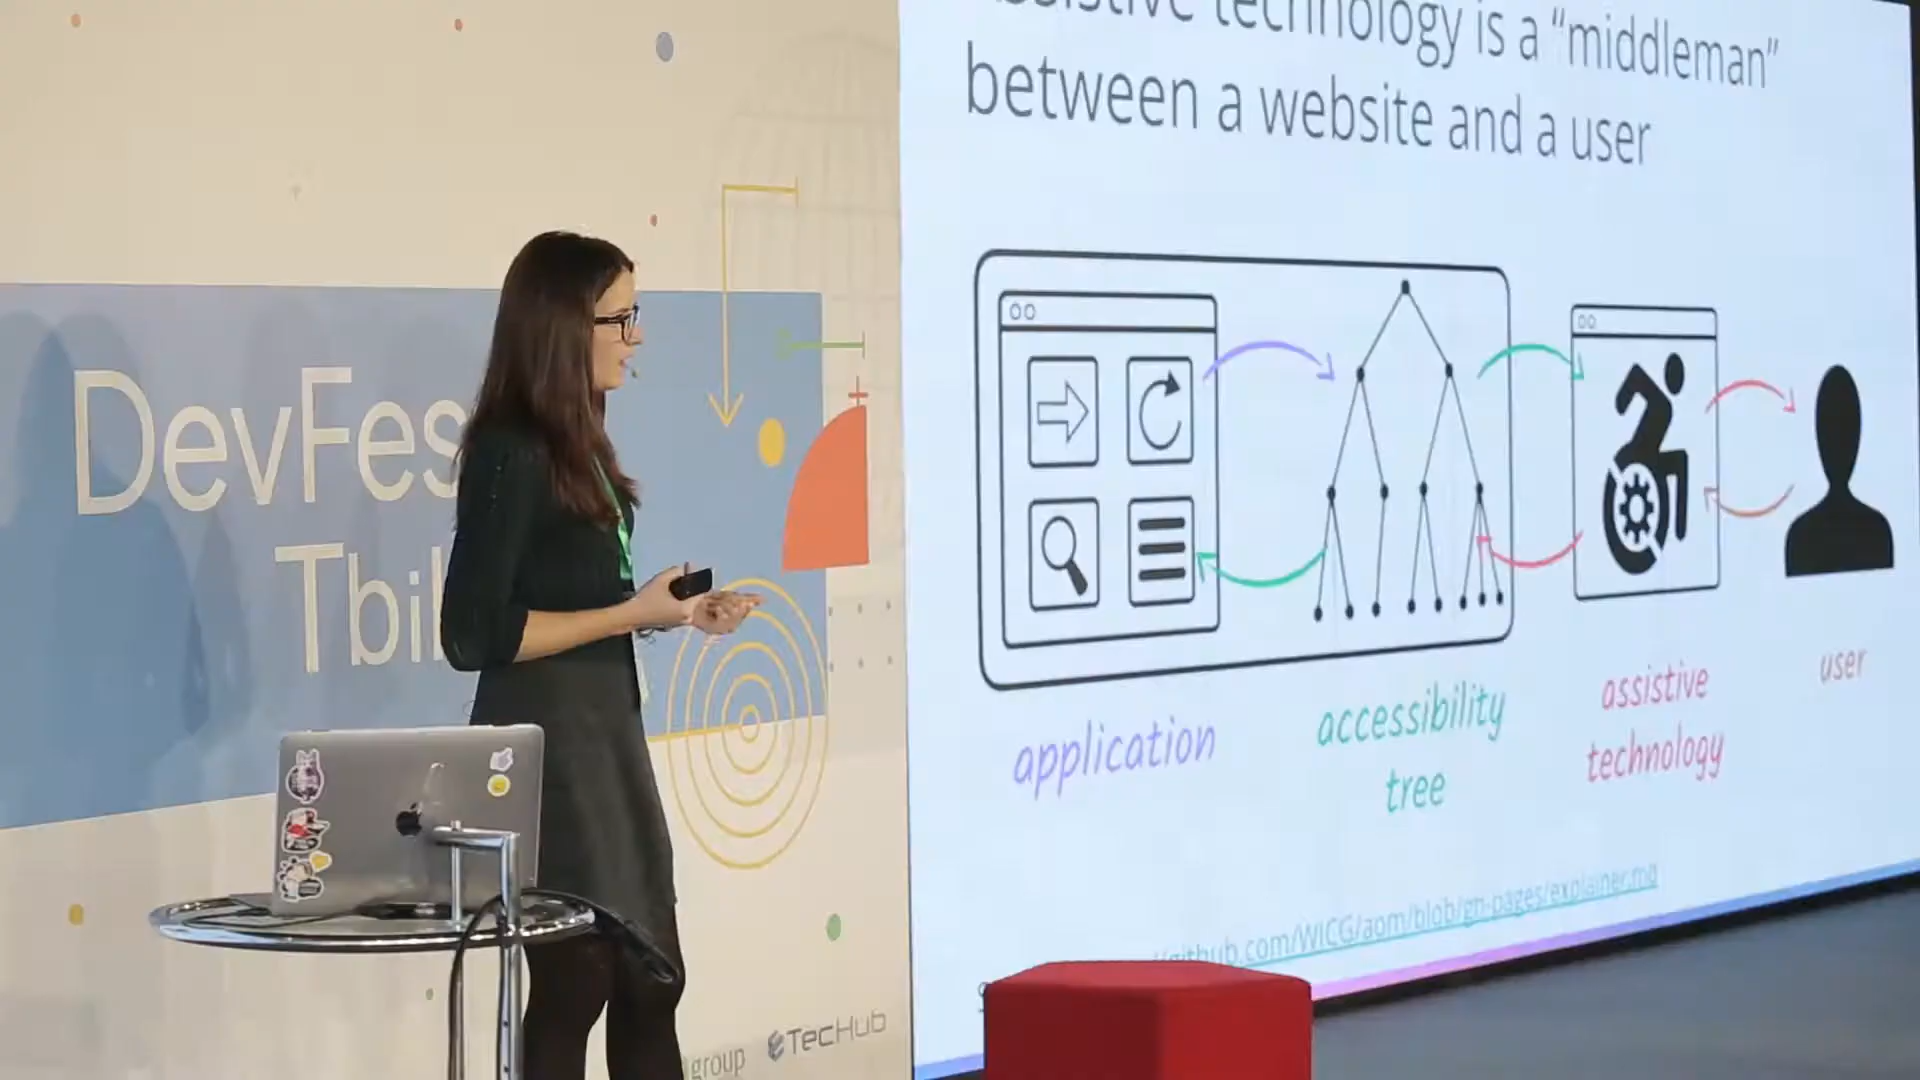 DevFes
Tbil
technology is a “middleman”
between a website and a user
application
accessibility
tree
assistive
technology
user
github.com/WICG/aom/blob/gh-pages/explainer.md
group
TecHub